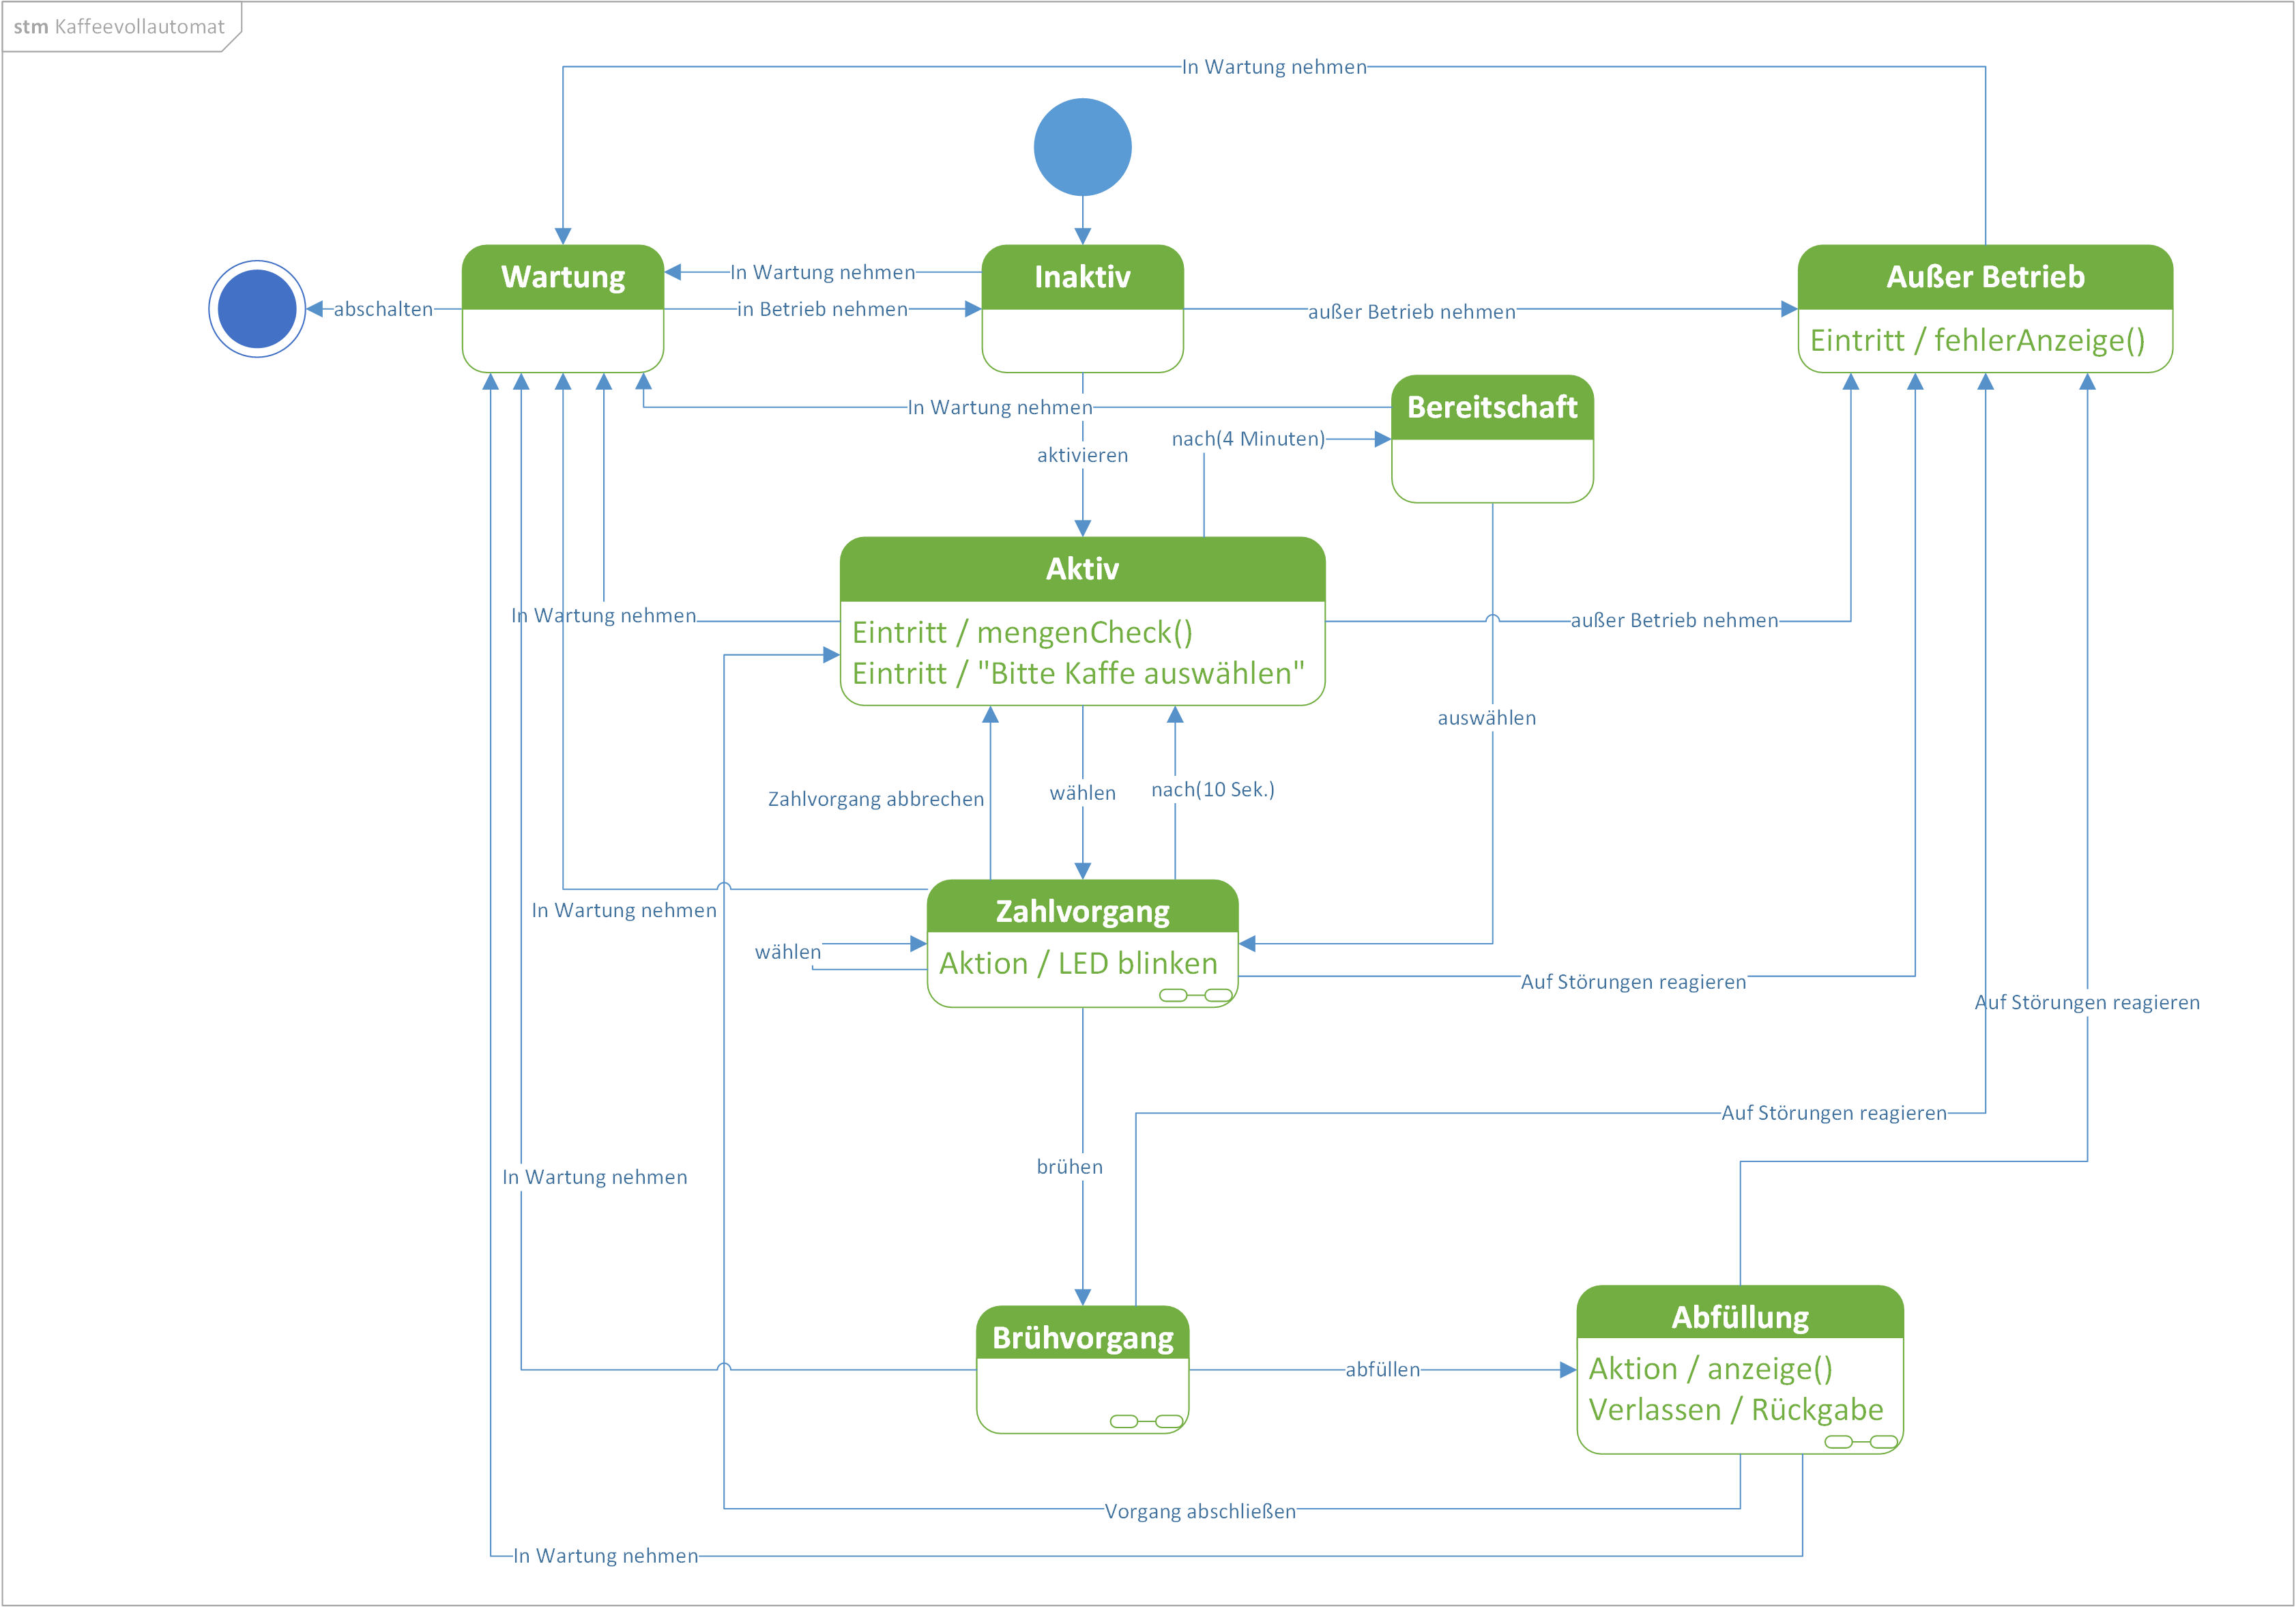 stm Kaffeevollautomat
In Wartung nehmen
Wartung
In Wartung nehmen
Inaktiv
Außer Betrieb
abschalten
in Betrieb nehmen
außer Betrieb nehmen
Eintritt / fehlerAnzeige()
In Wartung nehmen
Bereitschaft
nach(4 Minuten)
aktivieren
Aktiv
In Wartung nehmen
außer Betrieb nehmen
Eintritt / mengenCheck()
Eintritt / "Bitte Kaffe auswählen"
auswählen
Zahlvorgang abbrechen
wählen
nach(10 Sek.)
In Wartung nehmen
Zahlvorgang
wählen
Aktion / LED blinken
Auf Störungen reagieren
Auf Störungen reagieren
Auf Störungen reagieren
brühen
In Wartung nehmen
Brühvorgang
Abfüllung
abfüllen
Aktion / anzeige()
Verlassen / Rückgabe
Vorgang abschließen
In Wartung nehmen